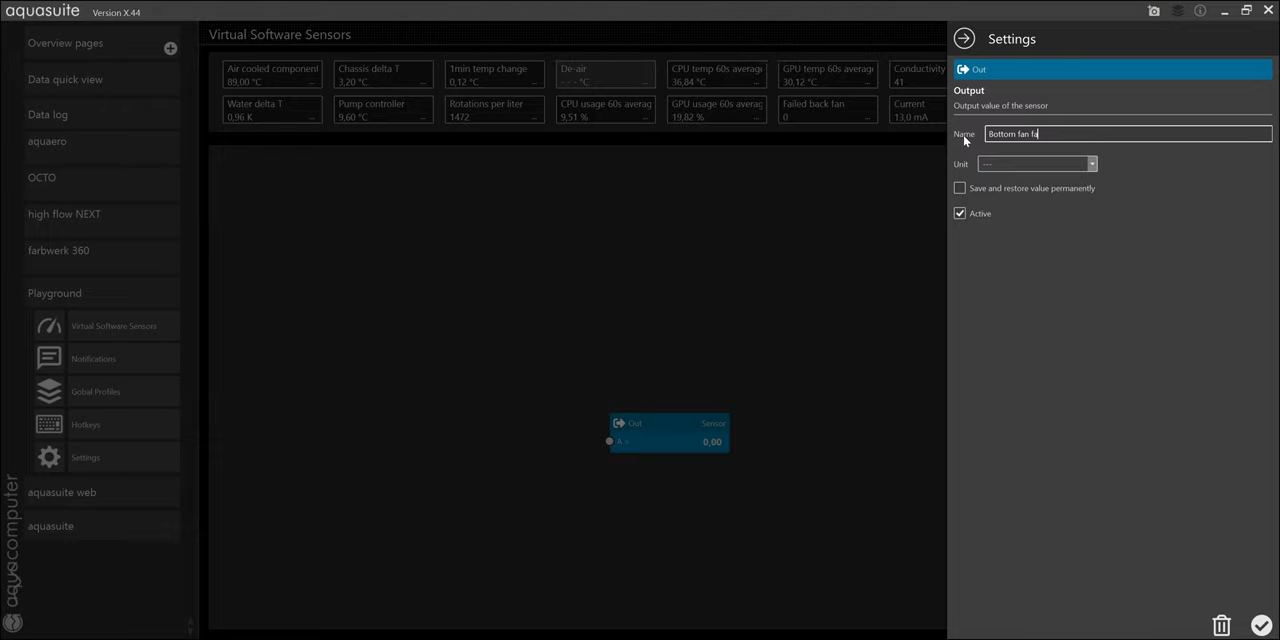 aquasuite Version X.44
Overview pages
Data quick view
Data log
aquaero
OCTO
high flow NEXT
farbwerk 360
Playground
Virtual Software Sensors
Notifications
Gobal Profiles
Hotkeys
Settings
aquasuite web
aquasuite
aquacomputer
Virtual Software Sensors
Air cooled component
89,00 °C ...
Chassis delta T
3,20 °C ...
1min temp change
0,12 °C ...
De-air
- - - °C ...
CPU temp 60s averag
36,84 °C ...
GPU temp 60s averag
30,12 °C ...
Conductivity
41
Water delta T
0,96 K ...
Pump controller
9,60 °C ...
Rotations per liter
1472 ...
CPU usage 60s averag
9,51 % ...
GPU usage 60s averag
19,82 % ...
Failed back fan
0 ...
Current
13,0 mA
Out Sensor
A - 0,00
Settings
Out
Output
Output value of the sensor
Name Bottom fan fa
Unit ---
Save and restore value permanently
Active